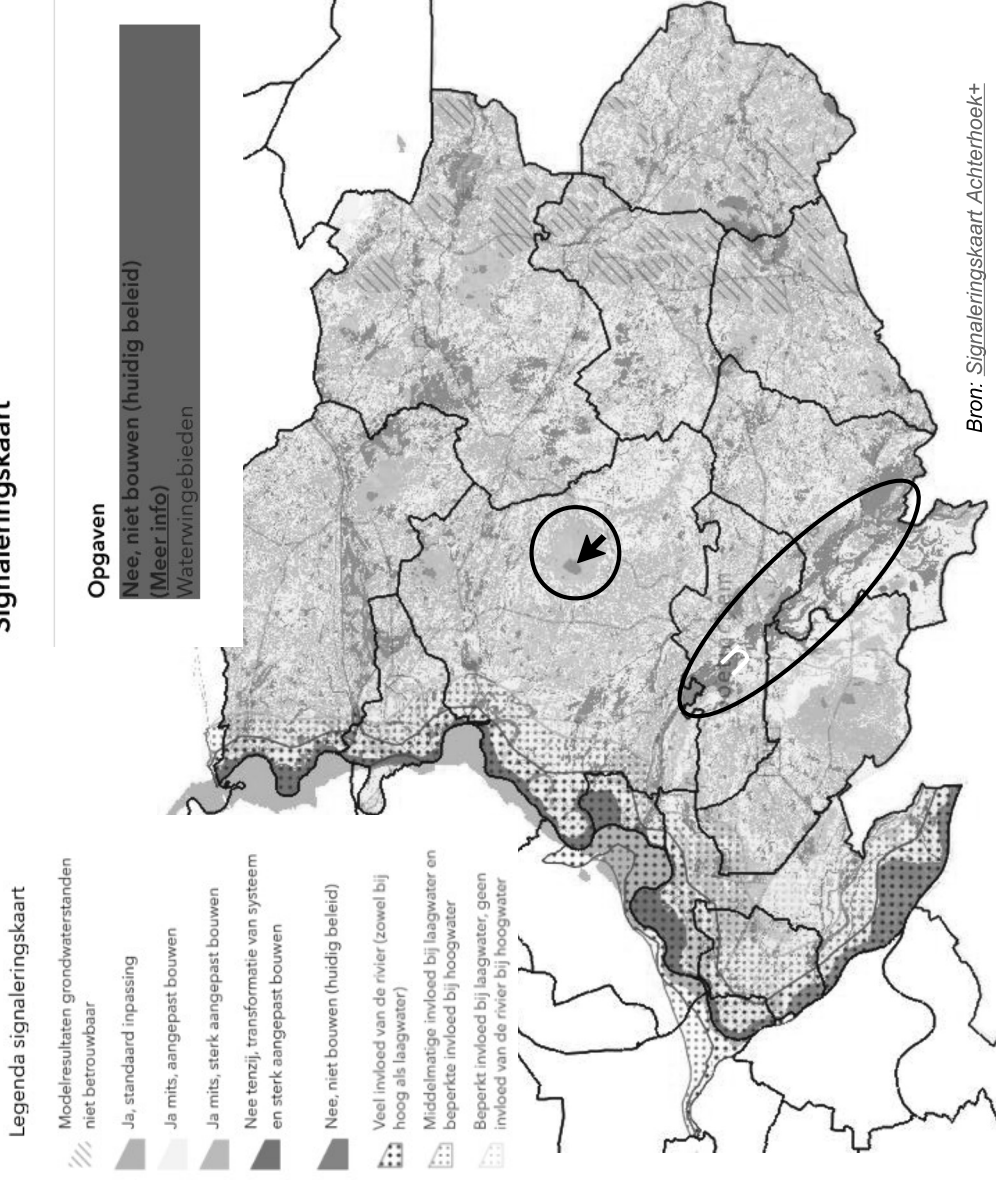 Signaleringskaart
Opgaven
Nee, niet bouwen (huidig beleid)
(Meer info)
Waterwingebieden
Legenda signaleringskaart
Modelresultaten grondwaterstanden
niet betrouwbaar
Ja, standaard inpassing
Ja mits, aangepast bouwen
Ja mits, sterk aangepast bouwen
Nee tenzij, transformatie van systeem
en sterk aangepast bouwen
Nee, niet bouwen (huidig beleid)
Veel invloed van de rivier (zowel bij
hoog als laagwater)
Middelmatige invloed bij laagwater en
beperkte invloed bij hoogwater
Beperkt invloed bij laagwater, geen
invloed van de rivier bij hoogwater
Bron: Signaleringskaart Achterhoek+